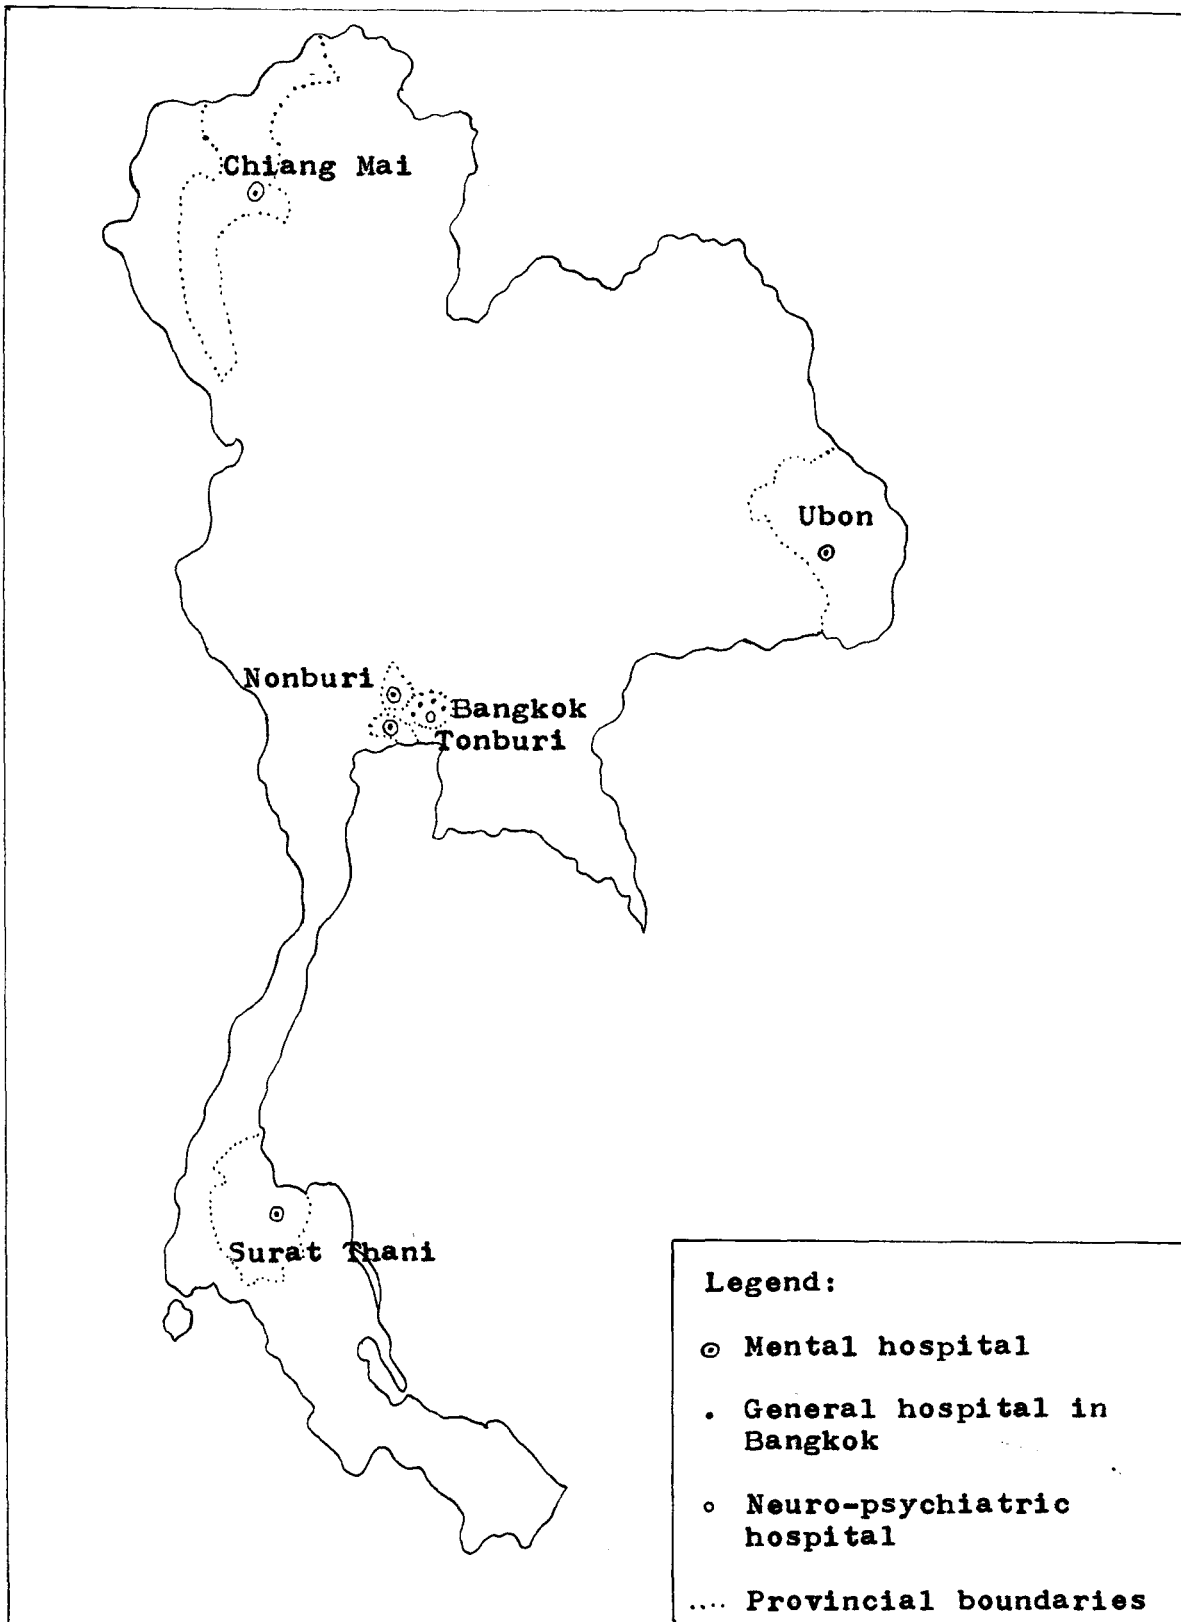 Chiang Mai
Ubon
Nonburi
Bangkok
Tonburi
Surat Thani
Legend:
Mental hospital
General hospital in
Bangkok
Neuro-psychiatric
hospital
.... Provincial boundaries